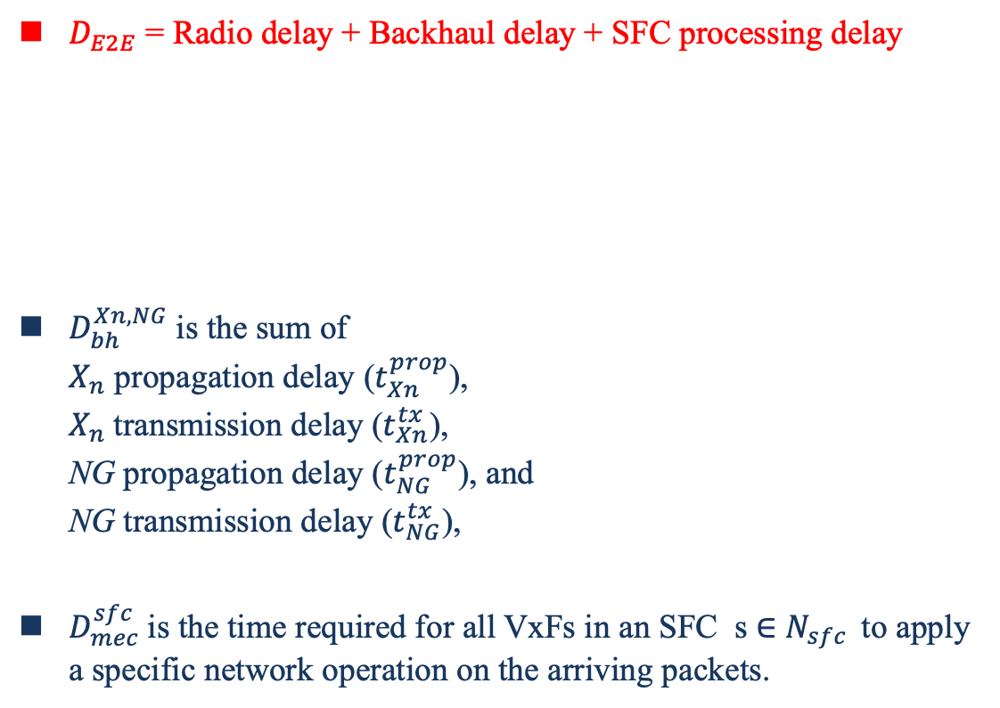 ■ $D_{E2E}$ = Radio delay + Backhaul delay + SFC processing delay
■ $D_{bh}^{Xn,NG}$ is the sum of
$X_n$ propagation delay ($t_{Xn}^{prop}$),
$X_n$ transmission delay ($t_{Xn}^{tx}$),
NG propagation delay ($t_{NG}^{prop}$), and
NG transmission delay ($t_{NG}^{tx}$),
■ $D_{mec}^{sfc}$ is the time required for all VxFs in an SFC s ∈ $N_{sfc}$ to apply
a specific network operation on the arriving packets.